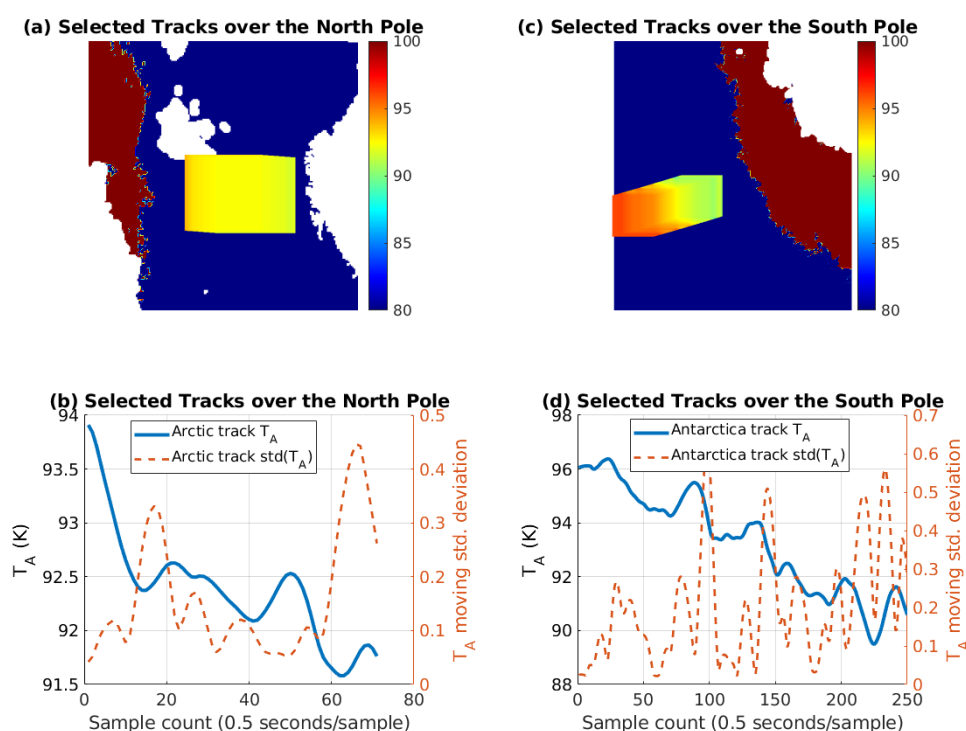 (a) Selected Tracks over the North Pole
100
95
90
85
80
(c) Selected Tracks over the South Pole
100
95
90
85
80
(b) Selected Tracks over the North Pole
94
93.5
93
92.5
92
91.5
T_A (K)
Arctic track T_A
Arctic track std(T_A)
0.5
0.4
0.3
0.2
0.1
0
T_A moving std. deviation
0 20 40 60 80
Sample count (0.5 seconds/sample)
(d) Selected Tracks over the South Pole
98
96
94
92
90
88
T_A (K)
Antarctica track T_A
Antarctica track std(T_A)
0.7
0.6
0.5
0.4
0.3
0.2
0.1
0
T_A moving std. deviation
0 50 100 150 200 250
Sample count (0.5 seconds/sample)